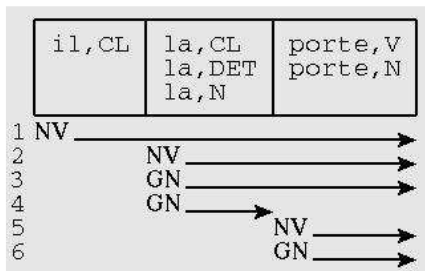 il,CL la,CL porte,V
la,DET porte,N
la,N
1 NV
2 NV
3 GN
4 GN
5 NV
6 GN